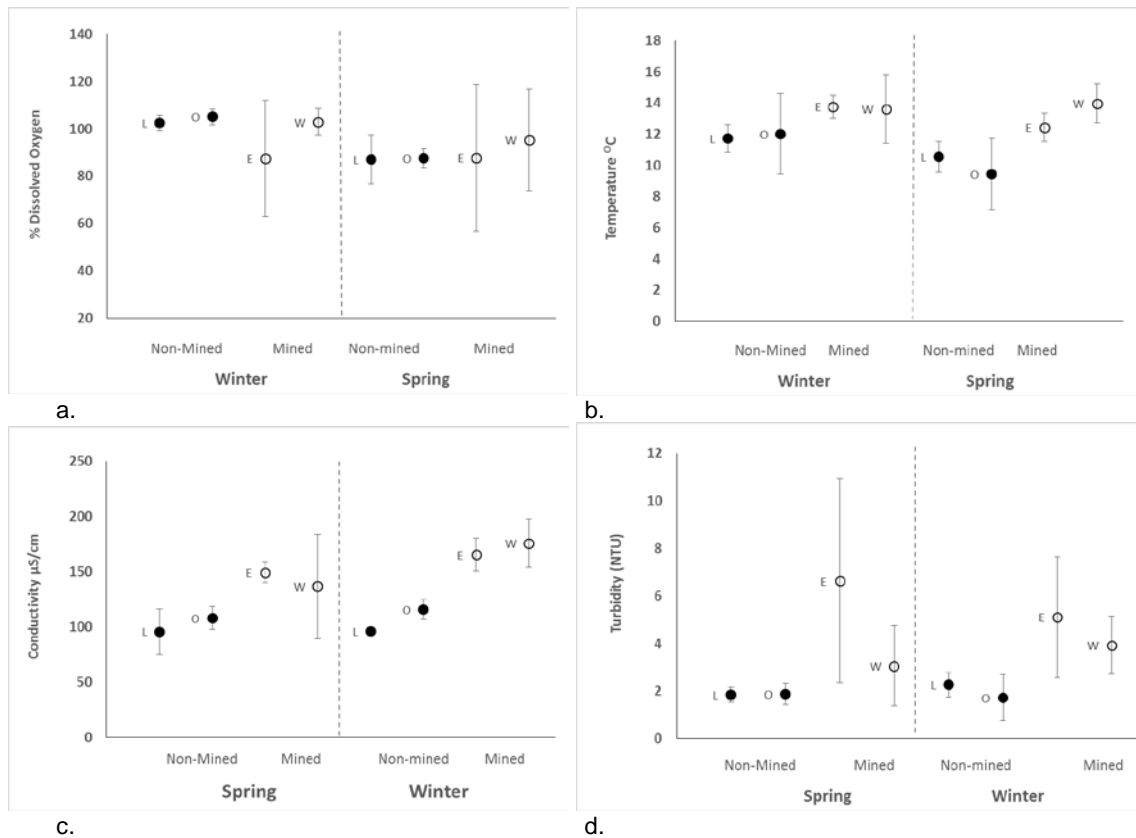 140
120
100
80
60
40
20
% Dissolved Oxygen
L
O
E
W
L
O
E
W
Non-Mined Mined Non-mined Mined
Winter Spring
a.
18
16
14
12
10
8
6
4
2
0
Temperature ⁰C
L
O
E
W
L
O
E
W
Non-Mined Mined Non-mined Mined
Winter Spring
b.
250
200
150
100
50
0
Conductivity µS/cm
L
O
E
W
L
O
E
W
Non-Mined Mined Non-mined Mined
Spring Winter
c.
12
10
8
6
4
2
0
Turbidity (NTU)
L
O
E
W
L
O
E
W
Non-Mined Mined Non-mined Mined
Spring Winter
d.